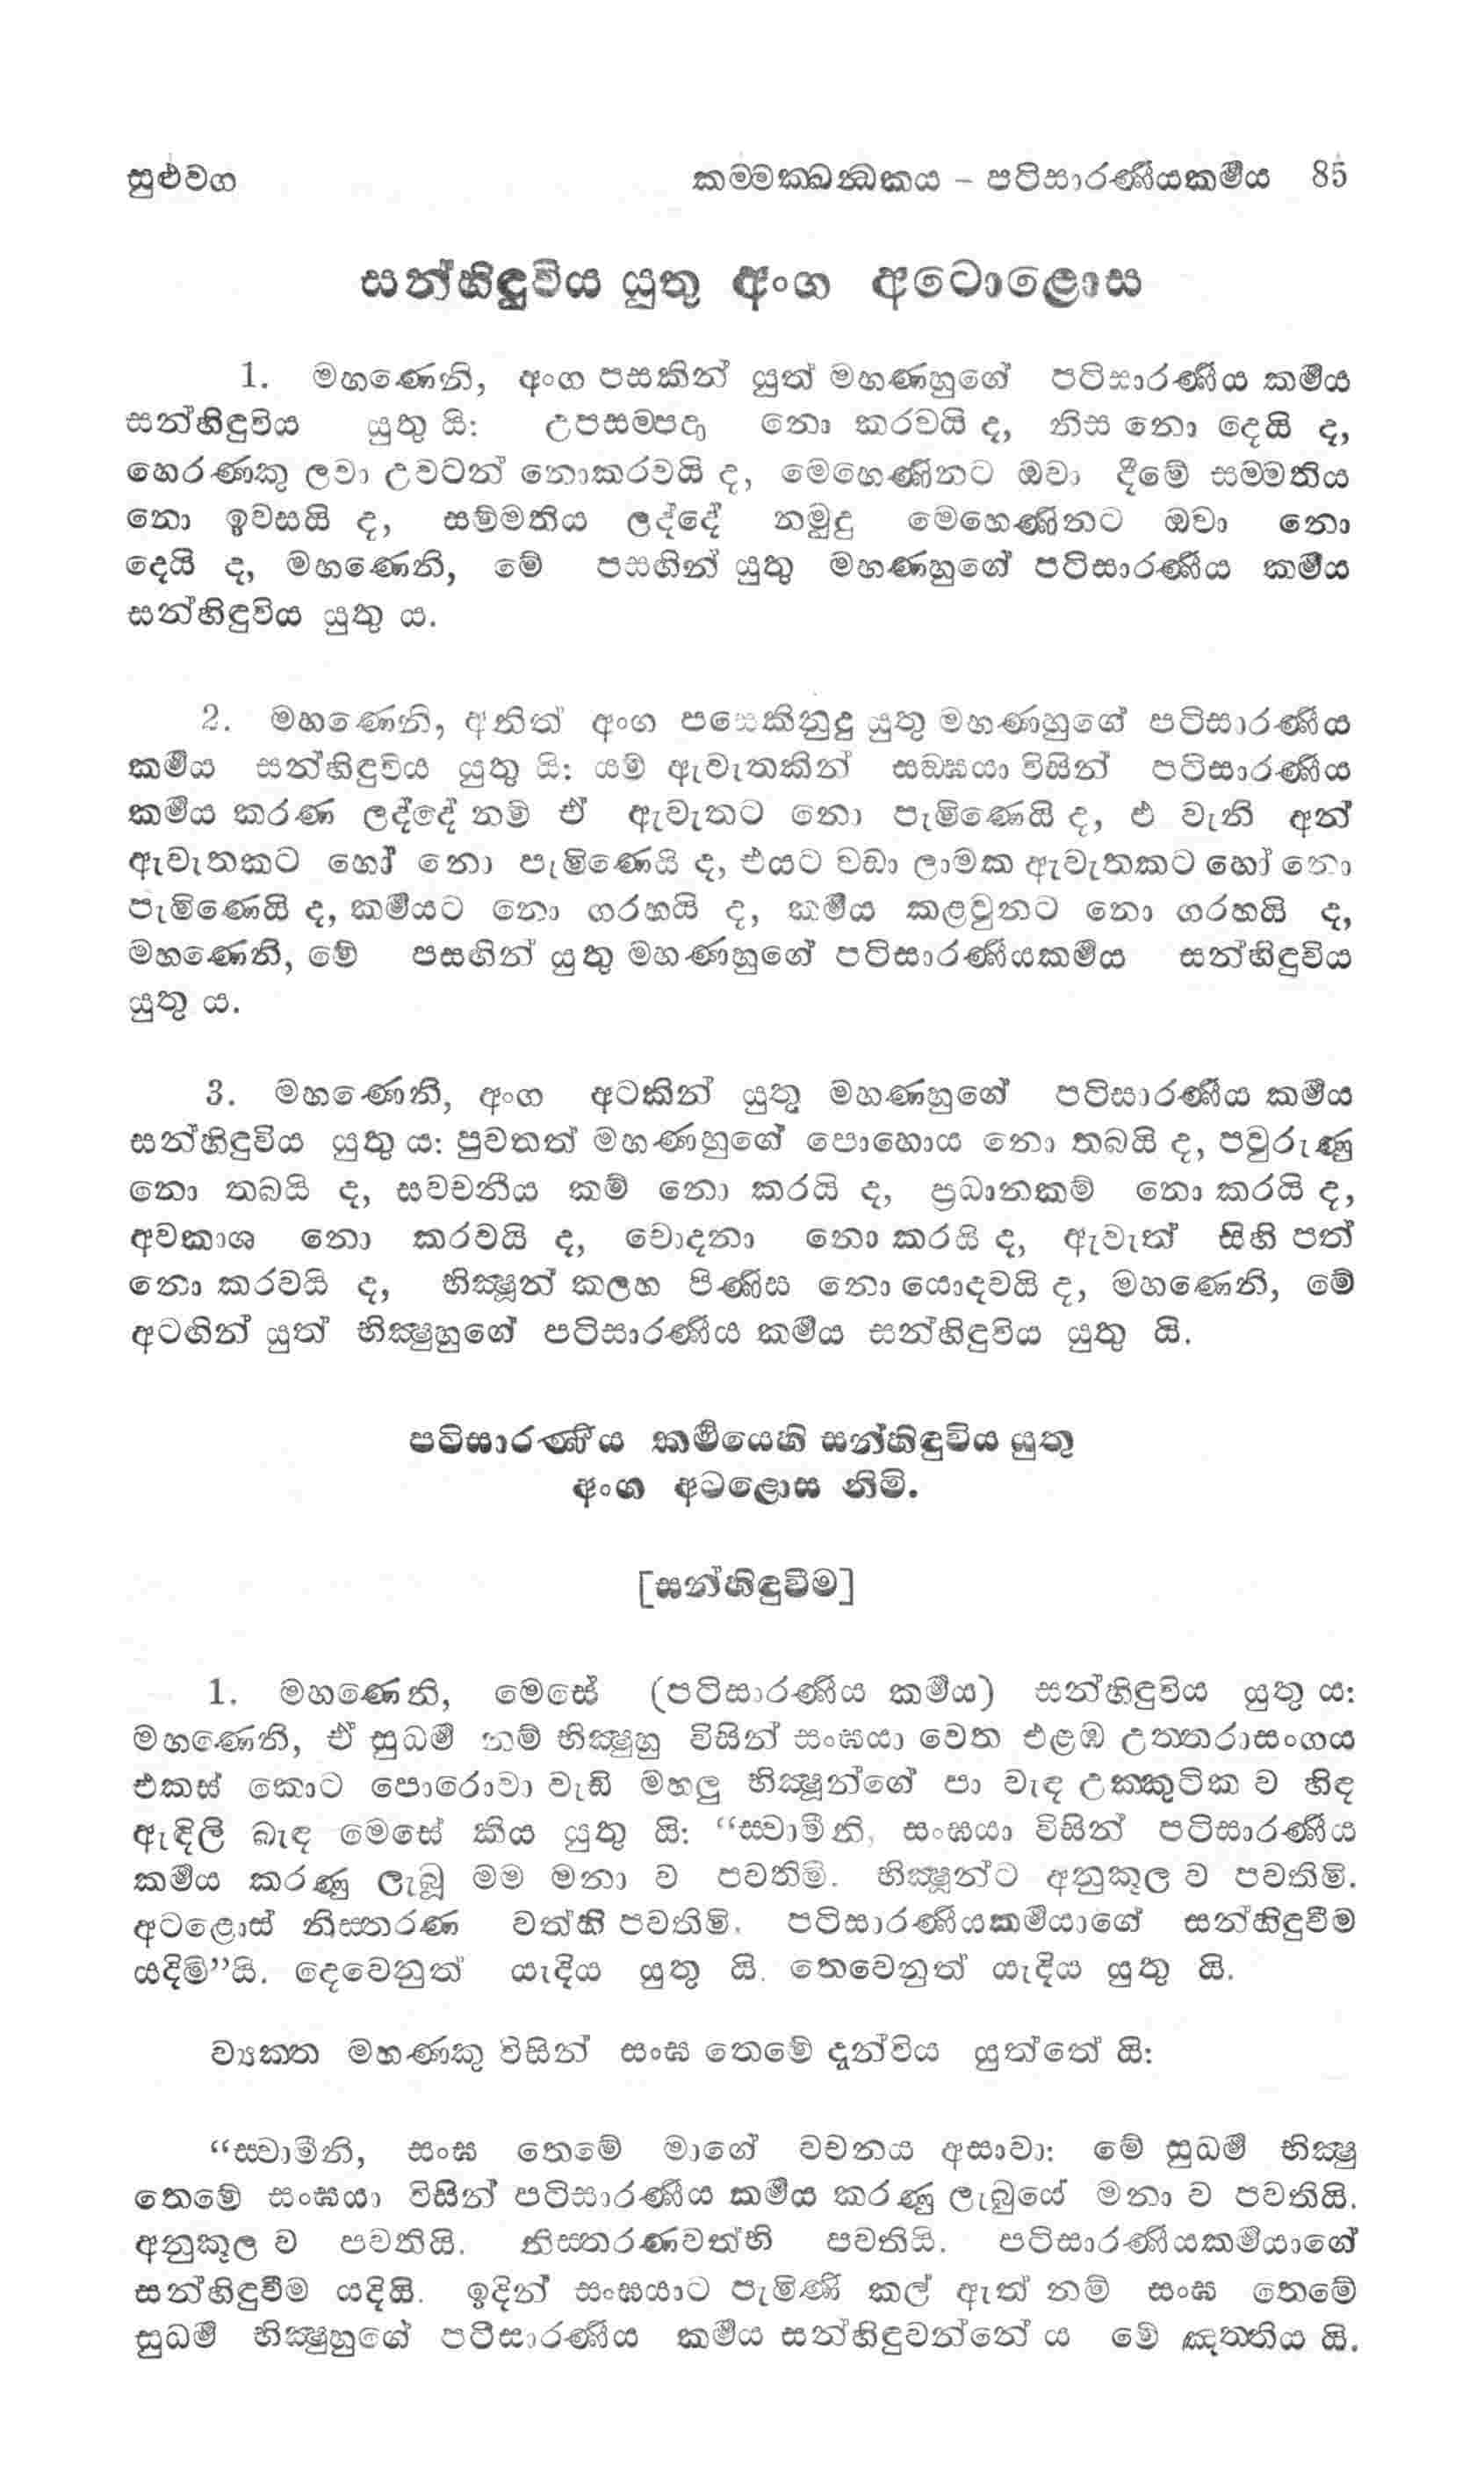 සුළුවග කම්මක්ඛන්ධකය – පටිසාරණීයකර්‍මය 85
සන්හිඳුවිය යුතු අංග අටොළොස
1. මහණෙනි, අංග පසකින් යුත් මහණහුගේ පටිසාරණීය කර්‍මය
සන්හිඳුවිය යුතු යි: උපසම්පදා නො කරවයි ද, නිස නො දෙයි ද,
හෙරණකු ලවා උවටන් නොකරවයි ද, මෙහෙණිනට ඔවා දීමේ සම්මතිය
නො ඉවසයි ද, සම්මතිය ලද්දේ නමුදු මෙහෙණිනට ඔවා නො
දෙයි ද, මහණෙනි, මේ පසඟින් යුතු මහණහුගේ පටිසාරණීය කර්‍මය
සන්හිඳුවිය යුතු ය.
2. මහණෙනි, අනිත් අංග පසෙකිනුදු යුතු මහණහුගේ පටිසාරණීය
කර්‍මය සන්හිඳුවිය යුතු යි: යම් ඇවැතකින් සඞ්ඝයා විසින් පටිසාරණීය
කර්‍මය කරණ ලද්දේ නම් ඒ ඇවැතට නො පැමිණෙයි ද, එ වැනි අන්
ඇවැතකට හෝ නො පැමිණෙයි ද, එයට වඩා ලාමක ඇවැතකට හෝ නො
පැමිණෙයි ද, කර්‍මයට නො ගරහයි ද, කර්‍මය කළවුනට නො ගරහයි ද,
මහණෙනි, මේ පසඟින් යුතු මහණහුගේ පටිසාරණීයකර්‍මය සන්හිඳුවිය
යුතු ය.
3. මහණෙනි, අංග අටකින් යුතු මහණහුගේ පටිසාරණීය කර්‍මය
සන්හිඳුවිය යුතු ය: පුවතත් මහණහුගේ පොහොය නො තබයි ද, පවුරුණු
නො තබයි ද, සවචනීය කම් නො කරයි ද, ප්‍රධානකම් නො කරයි ද,
අවකාශ නො කරවයි ද, චොදනා නො කරයි ද, ඇවැත් සිහි පත්
නො කරවයි ද, භික්‍ෂූන් කලහ පිණිස නො යොදවයි ද, මහණෙනි, මේ
අටඟින් යුත් භික්‍ෂුහුගේ පටිසාරණීය කර්‍මය සන්හිඳුවිය යුතු යි.
පටිසාරණීය කර්‍මයෙහි සන්හිඳුවිය යුතු
අංග අටළොස නිමි.
[සන්හිඳුවීම]
1. මහණෙනි, මෙසේ (පටිසාරණීය කර්‍මය) සන්හිඳුවිය යුතු ය:
මහණෙනි, ඒ සුධර්‍ම නම් භික්‍ෂුහු විසින් සංඝයා වෙත එළඹ උත්තරාසංගය
එකස් කොට පොරොවා වැඩි මහලු භික්‍ෂූන්ගේ පා වැඳ උක්කුටික ව හිඳ
ඇඳිලි බැඳ මෙසේ කිය යුතු යි: “ස්වාමීනි, සංඝයා විසින් පටිසාරණීය
කර්‍මය කරණු ලැබූ මම මනා ව පවතිමි. භික්‍ෂූන්ට අනුකූල ව පවතිමි.
අටළොස් නිස්තරණ වත්හි පවතිමි. පටිසාරණීයකර්‍මයාගේ සන්හිඳුවීම
යදිමි”යි. දෙවෙනුත් යැදිය යුතු යි. තෙවෙනුත් යැදිය යුතු යි.
ව්‍යක්ත මහණකු විසින් සංඝ තෙමේ දැන්විය යුත්තේ යි:
“ස්වාමීනි, සංඝ තෙමේ මාගේ වචනය අසාවා: මේ සුධර්‍ම භික්‍ෂු
තෙමේ සංඝයා විසින් පටිසාරණීය කර්‍මය කරණු ලැබුයේ මනා ව පවතියි.
අනුකූල ව පවතියි. නිස්තරණවත්හි පවතියි. පටිසාරණීයකර්‍මයාගේ
සන්හිඳුවීම යදියි. ඉදින් සංඝයාට පැමිණි කල් ඇත් නම් සංඝ තෙමේ
සුධර්‍ම භික්‍ෂුහුගේ පටිසාරණීය කර්‍මය සන්හිඳුවන්නේ ය මේ ඤත්තිය යි.